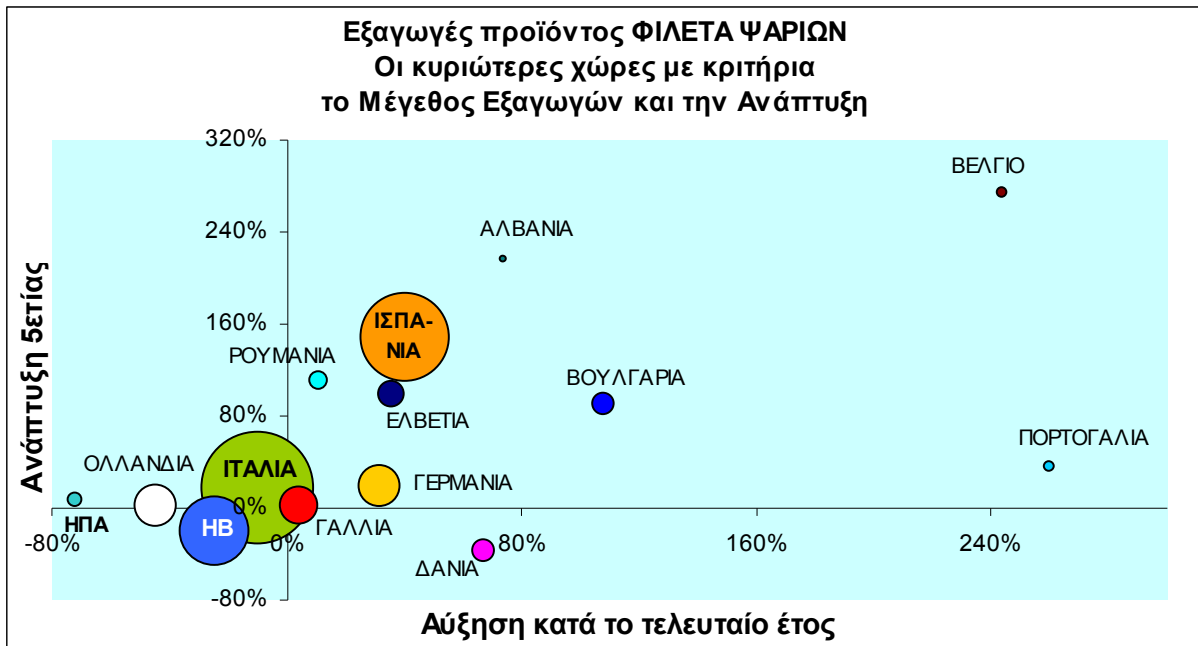 Εξαγωγές προϊόντος ΦΙΛΕΤΑ ΨΑΡΙΩΝ
Οι κυριώτερες χώρες με κριτήρια
το Μέγεθος Εξαγωγών και την Ανάπτυξη
Ανάπτυξη 5ετίας
320%
240%
160%
80%
0%
-80%
ΒΕΛΓΙΟ
ΑΛΒΑΝΙΑ
ΙΣΠΑ-
ΝΙΑ
ΡΟΥΜΑΝΙΑ
ΕΛΒΕΤΙΑ
ΒΟΥΛΓΑΡΙΑ
ΠΟΡΤΟΓΑΛΙΑ
ΟΛΛΑΝΔΙΑ
ΙΤΑΛΙΑ
ΓΕΡΜΑΝΙΑ
ΗΠΑ
ΗΒ
ΓΑΛΛΙΑ
ΔΑΝΙΑ
-80%
0%
80%
160%
240%
Αύξηση κατά το τελευταίο έτος